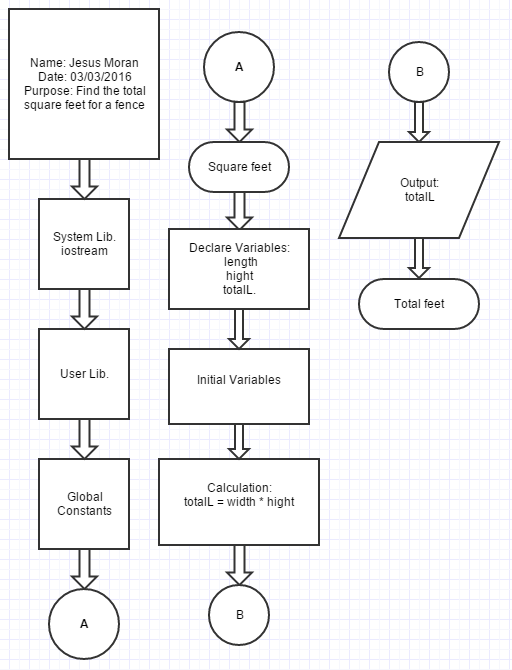 Name: Jesus Moran
Date: 03/03/2016
Purpose: Find the total
square feet for a fence
System Lib.
iostream
User Lib.
Global
Constants
A
A
Square feet
Declare Variables:
length
hight
totalL.
Initial Variables
Calculation:
totalL = width * hight
B
B
Output:
totalL
Total feet